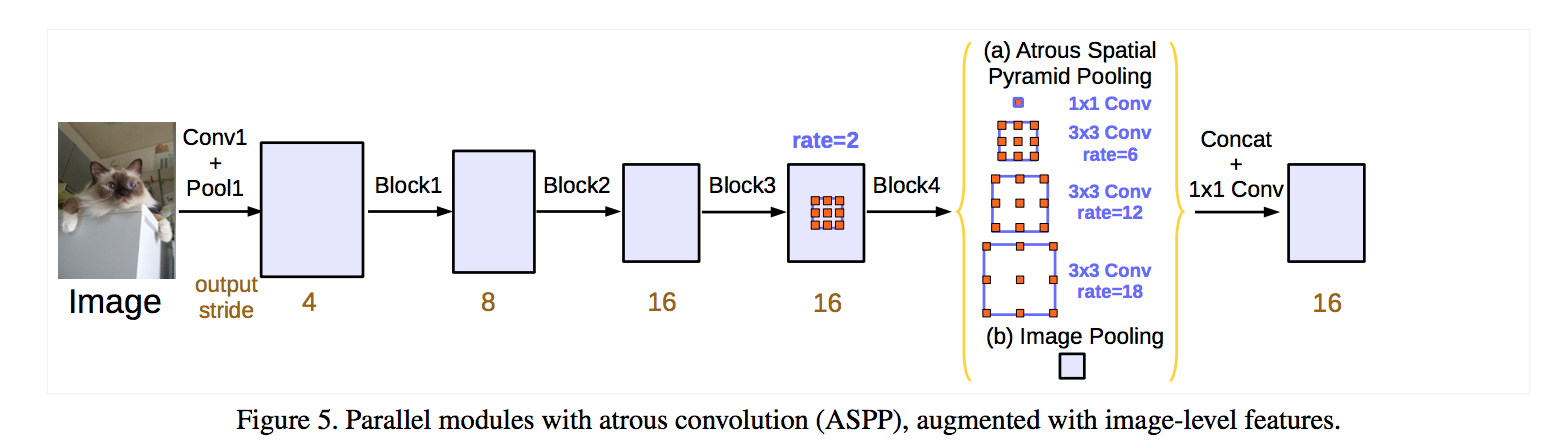 (a) Atrous Spatial
Pyramid Pooling
1x1 Conv
3x3 Conv
rate=6
3x3 Conv
rate=12
3x3 Conv
rate=18
(b) Image Pooling
Conv1
+
Pool1
Block1
Block2
Block3
rate=2
Block4
Concat
+
1x1 Conv
Image
output
stride
4
8
16
16
16
Figure 5. Parallel modules with atrous convolution (ASPP), augmented with image-level features.